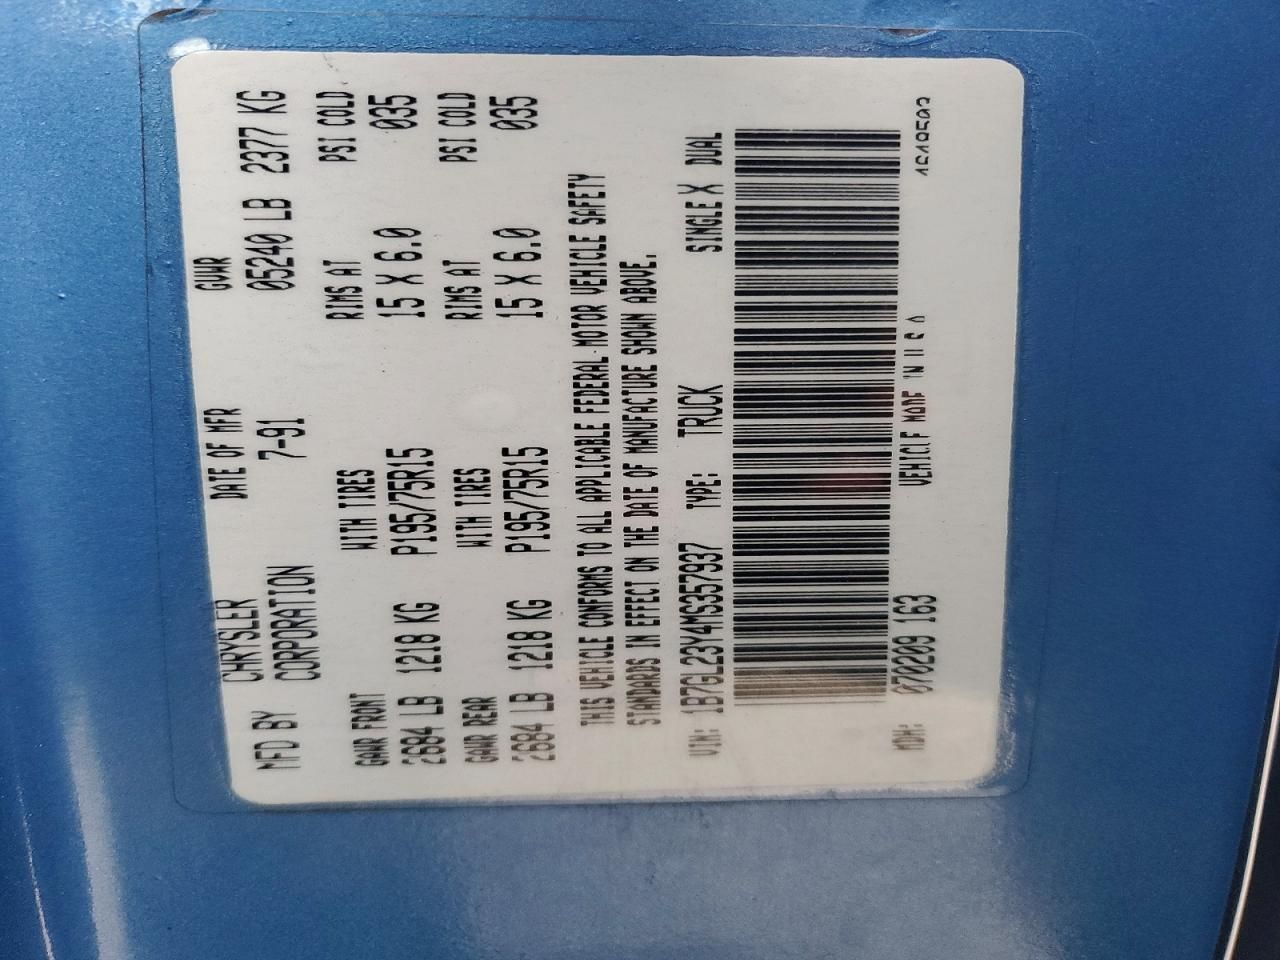 MFD BY CHRYSLER CORPORATION DATE OF MFR 7-91 GVWR 05240 LB 2377 KG
GAWR FRONT WITH TIRES RIMS AT PSI COLD
2684 LB 1218 KG P195/75R15 15 X 6.0 035
GAWR REAR WITH TIRES RIMS AT PSI COLD
2684 LB 1218 KG P195/75R15 15 X 6.0 035
THIS VEHICLE CONFORMS TO ALL APPLICABLE FEDERAL MOTOR VEHICLE SAFETY
STANDARDS IN EFFECT ON THE DATE OF MANUFACTURE SHOWN ABOVE.
VIN: 1B7GL23Y4MS357937 TYPE: TRUCK SINGLE X DUAL
MDH: 070209 163 VEHICLE MADE IN U S A